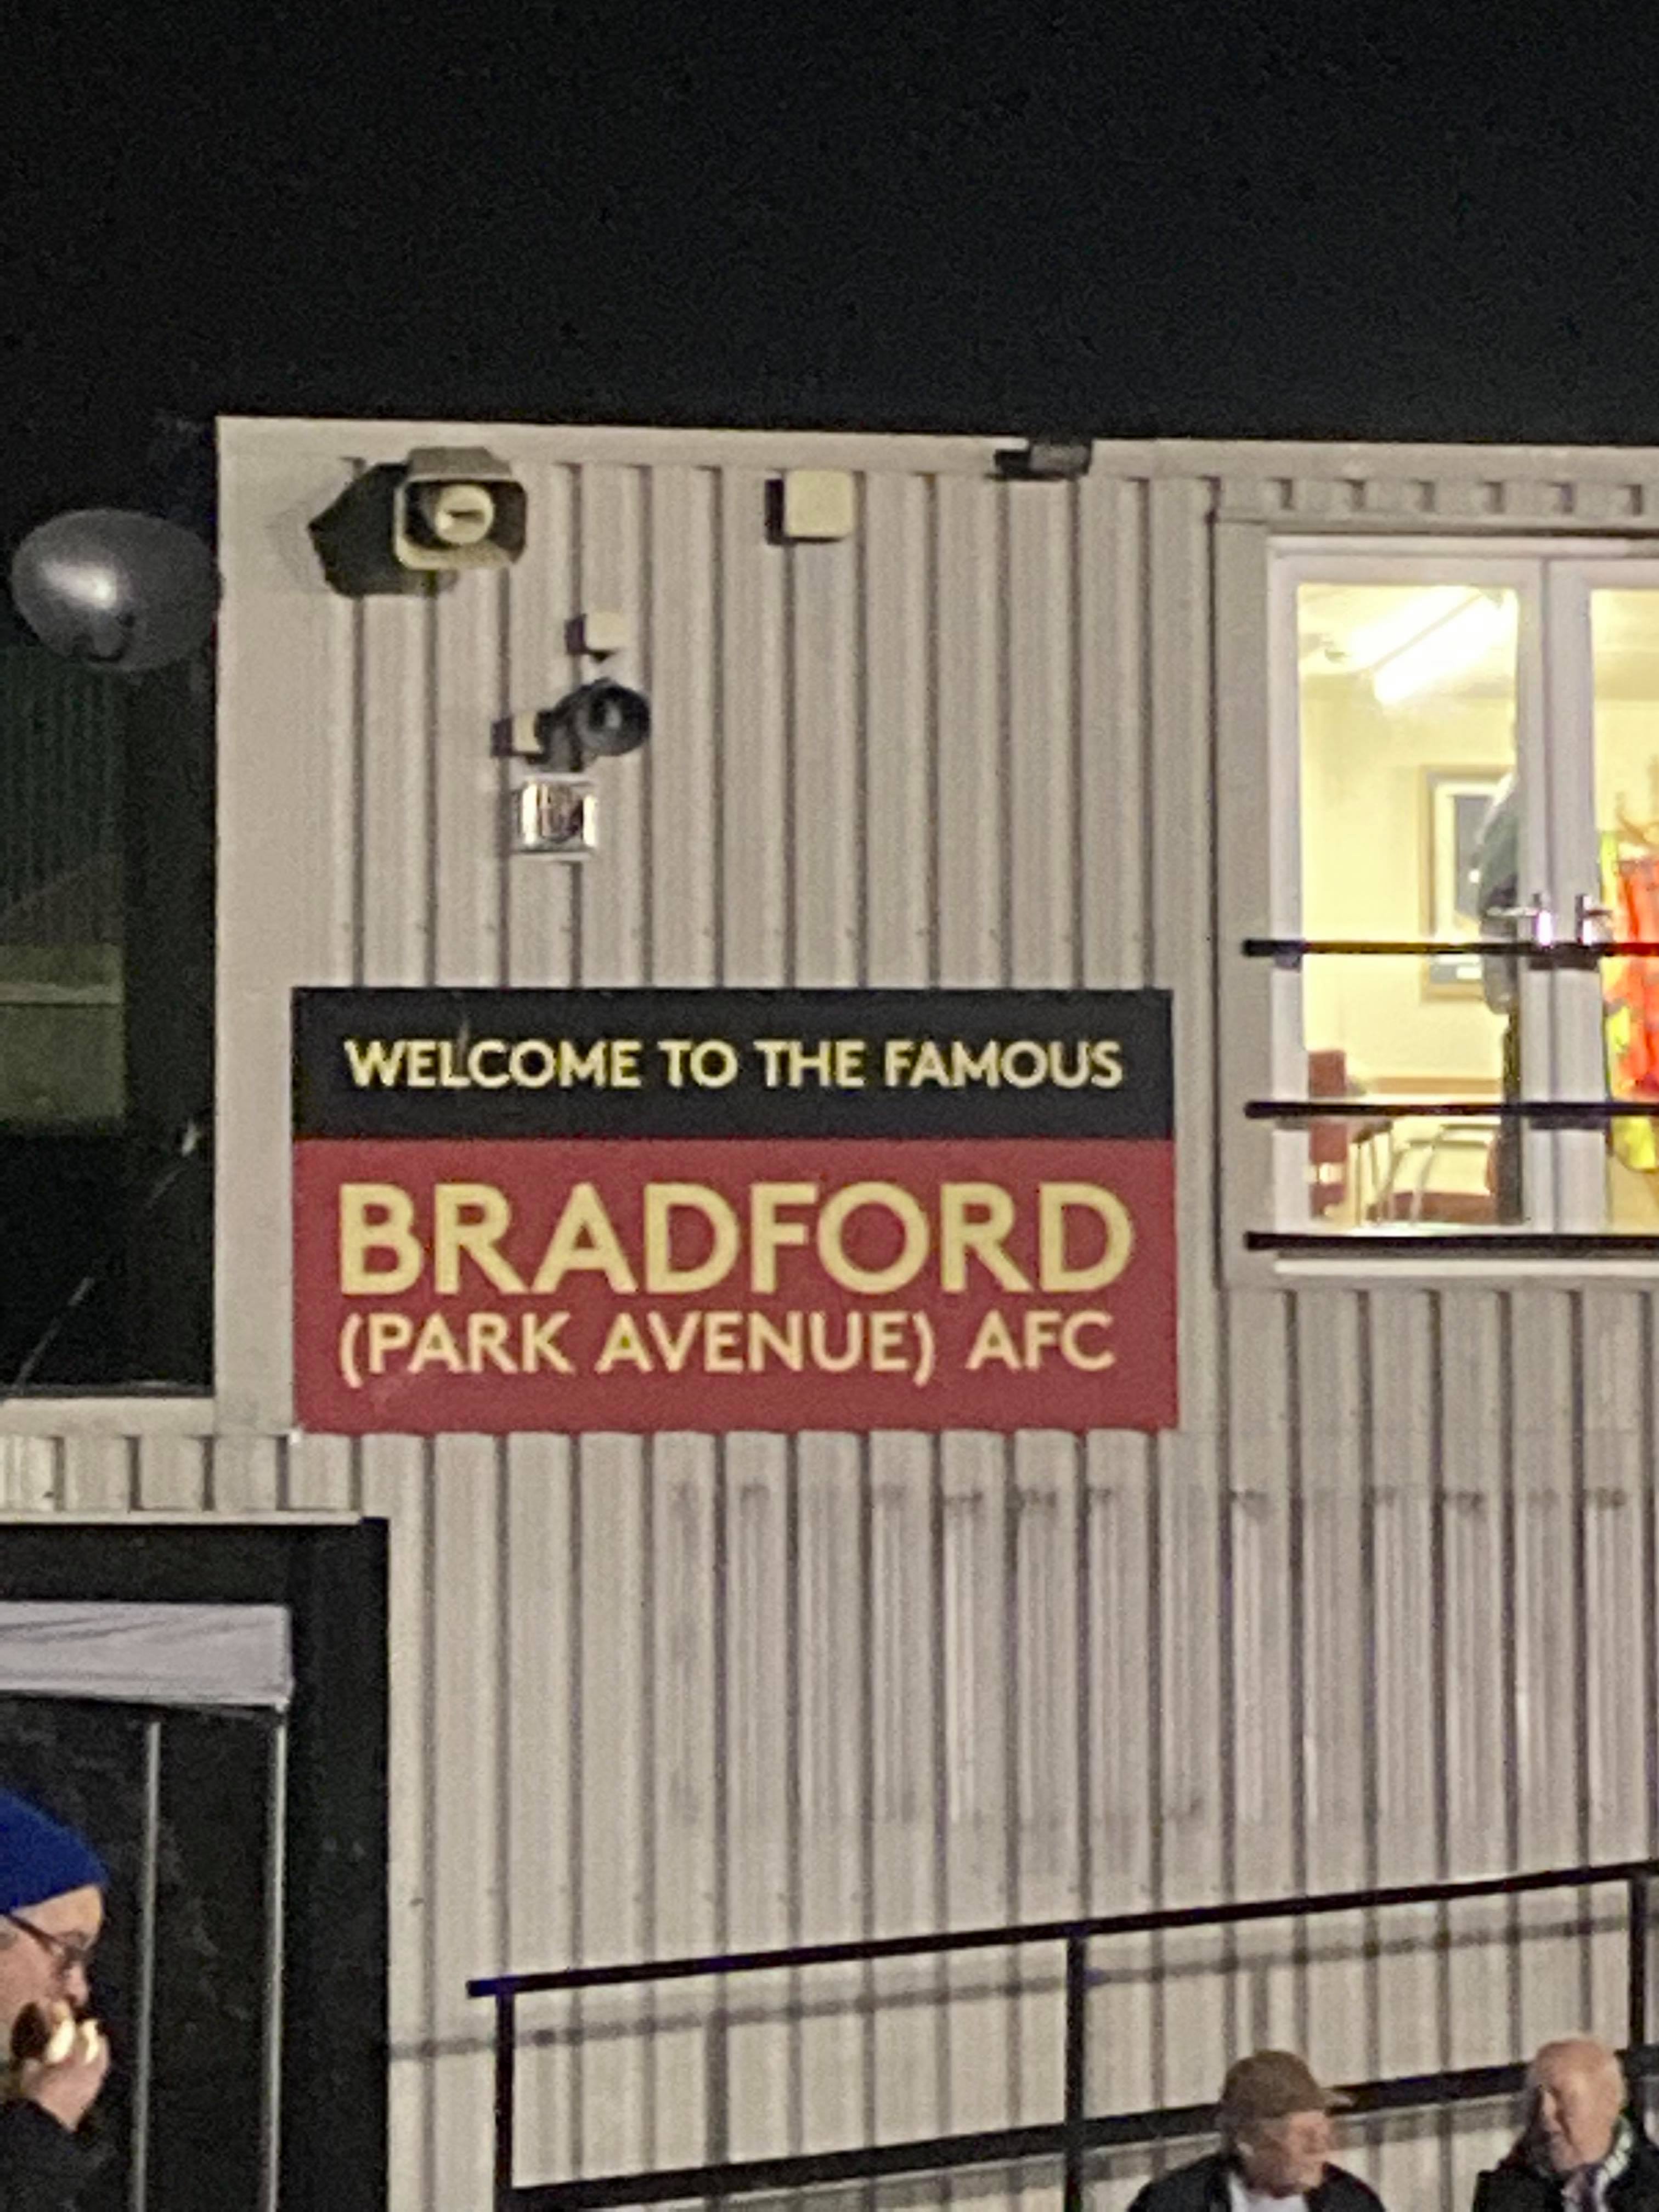 WELCOME TO THE FAMOUS
BRADFORD
(PARK AVENUE) AFC